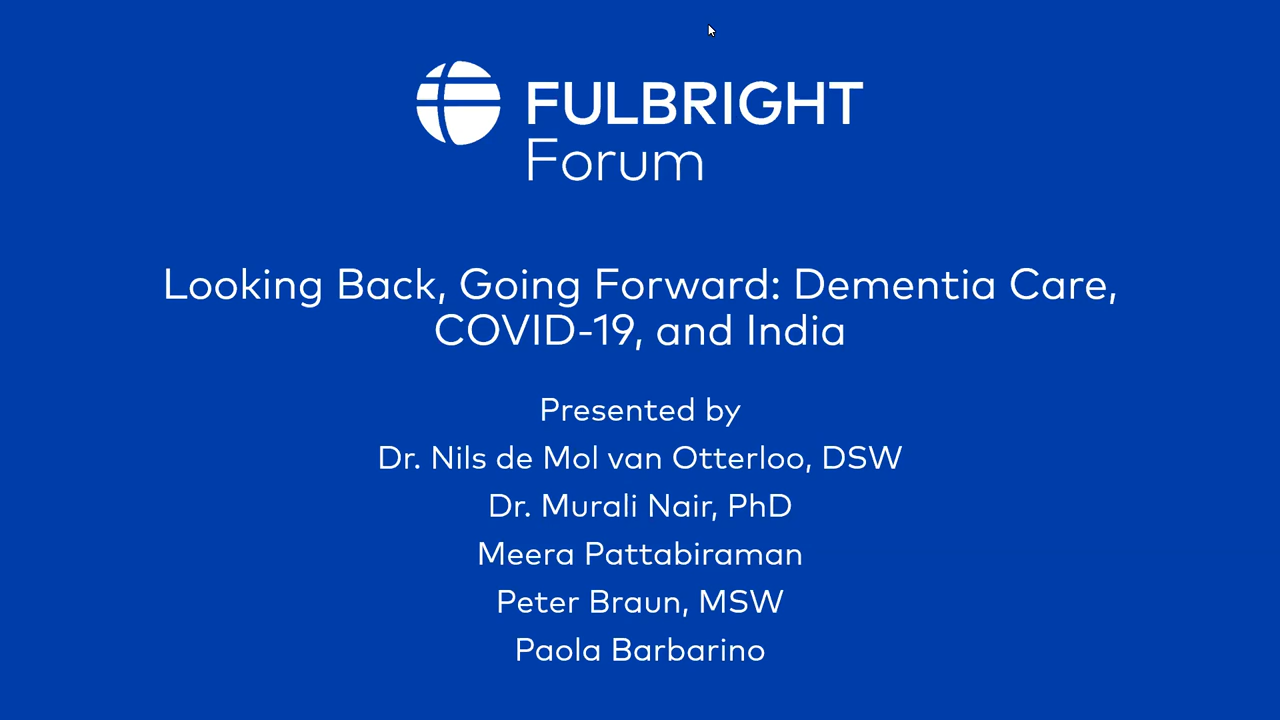 FULBRIGHT
Forum
Looking Back, Going Forward: Dementia Care,
COVID-19, and India
Presented by
Dr. Nils de Mol van Otterloo, DSW
Dr. Murali Nair, PhD
Meera Pattabiraman
Peter Braun, MSW
Paola Barbarino